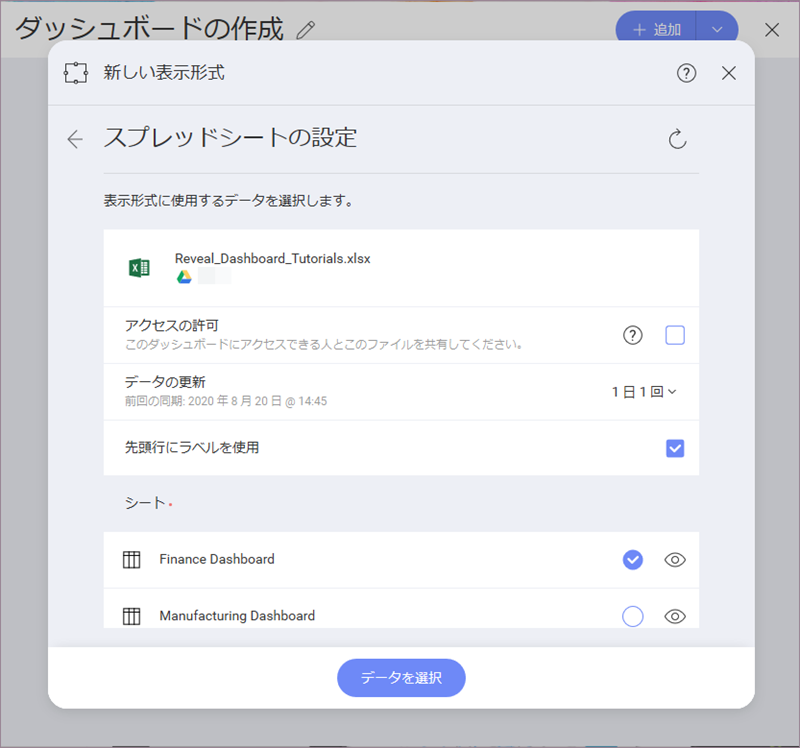 ダッシュボードの作成
追加
新しい表示形式
スプレッドシートの設定
表示形式に使用するデータを選択します。
Reveal_Dashboard_Tutorials.xlsx
アクセスの許可
このダッシュボードにアクセスできる人とこのファイルを共有してください。
データの更新
前回の同期: 2020 年 8 月 20 日 @ 14:45
1 日 1 回
先頭行にラベルを使用
シート
Finance Dashboard
Manufacturing Dashboard
データを選択